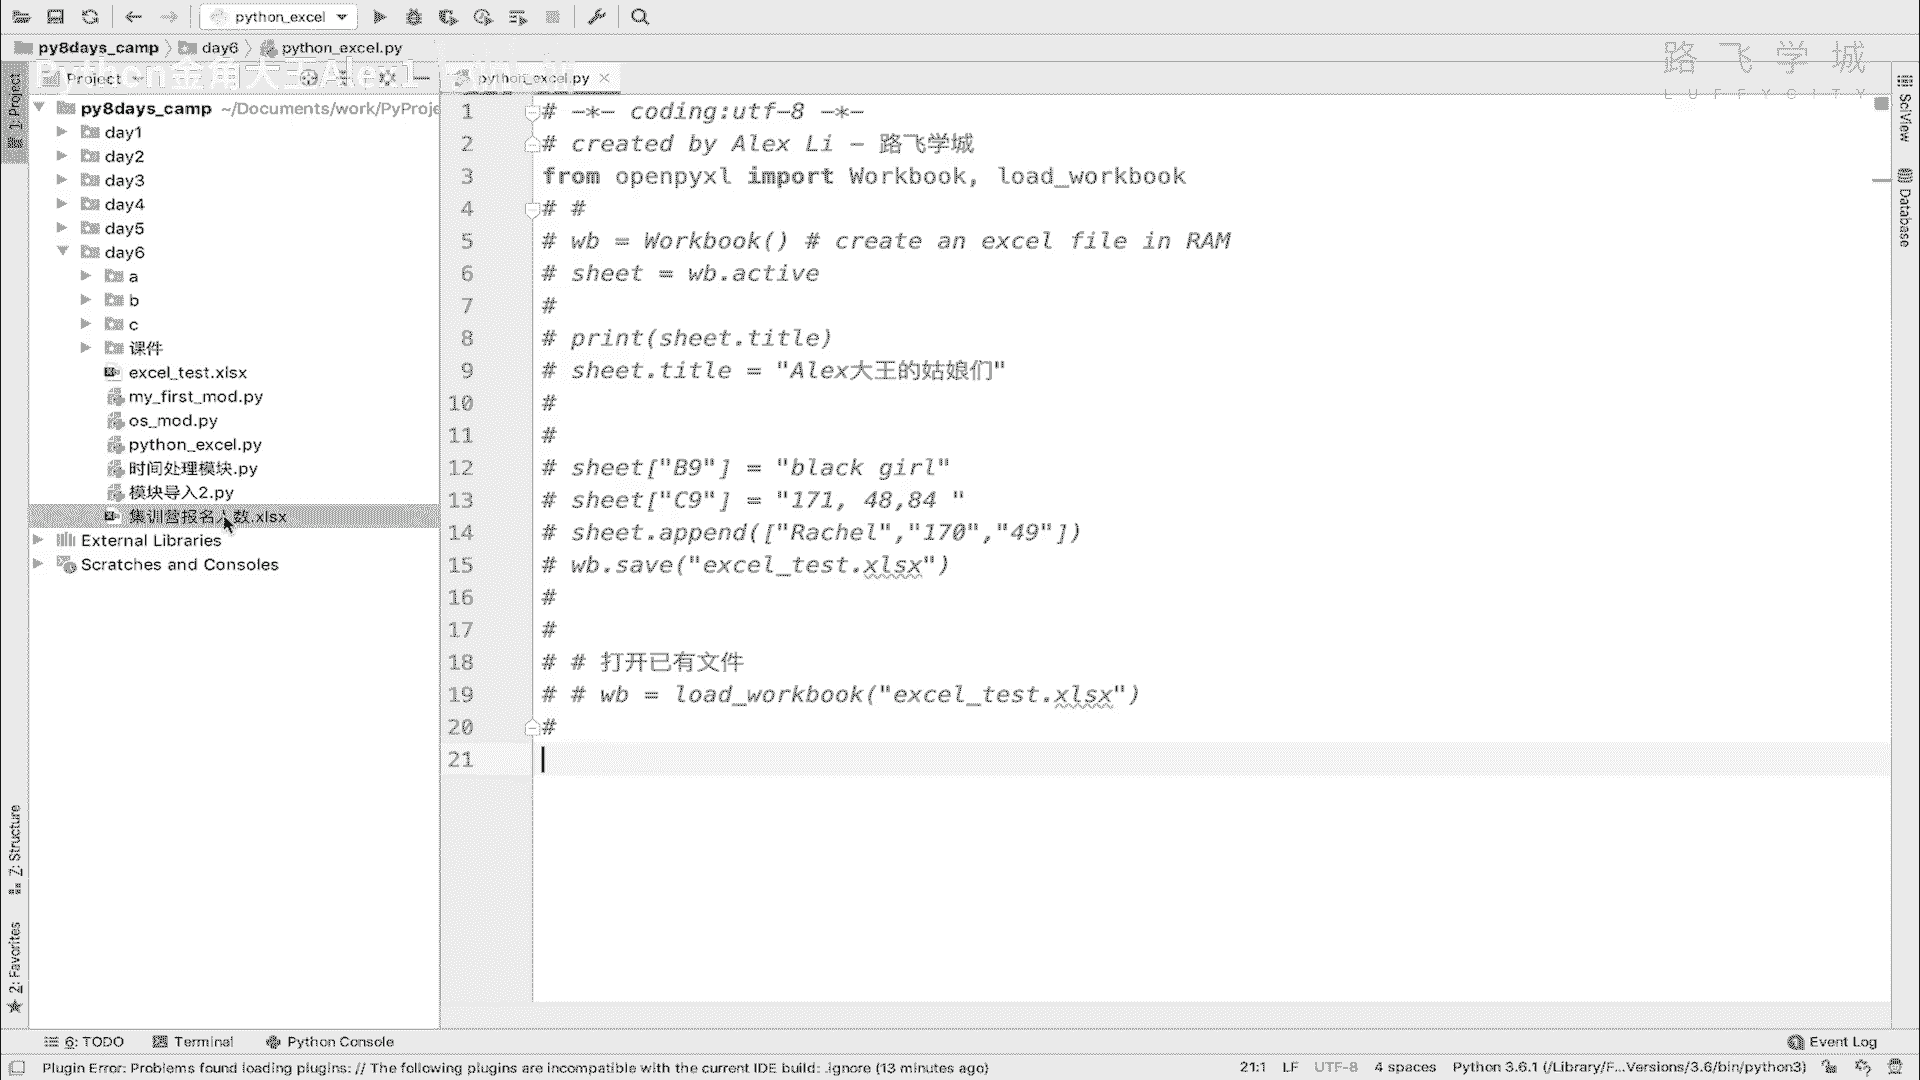 python_excel
py8days_camp day6 python_excel.py
路飞学城
LUFFYCITY
Python金角大王Alex1
Project
python_excel.py
1: Project
py8days_camp ~/Documents/work/PyProje
day1
day2
day3
day4
day5
day6
a
b
c
课件
excel_test.xlsx
my_first_mod.py
os_mod.py
python_excel.py
时间处理模块.py
模块导入2.py
集训营报名人数.xlsx
External Libraries
Scratches and Consoles
1 # -*- coding:utf-8 -*-
2 # created by Alex Li - 路飞学城
3 from openpyxl import Workbook, load_workbook
4 # #
5 # wb = Workbook() # create an excel file in RAM
6 # sheet = wb.active
7 #
8 # print(sheet.title)
9 # sheet.title = "Alex大王的姑娘们"
10 #
11 #
12 # sheet["B9"] = "black girl"
13 # sheet["C9"] = "171, 48,84 "
14 # sheet.append(["Rachel","170","49"])
15 # wb.save("excel_test.xlsx")
16 #
17 #
18 # # 打开已有文件
19 # # wb = load_workbook("excel_test.xlsx")
20 #
21
SciView
Database
Z: Structure
2: Favorites
6: TODO Terminal Python Console Event Log
Plugin Error: Problems found loading plugins: // The following plugins are incompatible with the current IDE build: .ignore (13 minutes ago) 21:1 LF UTF-8 4 spaces Python 3.6.1 (/Library/F...Versions/3.6/bin/python3)